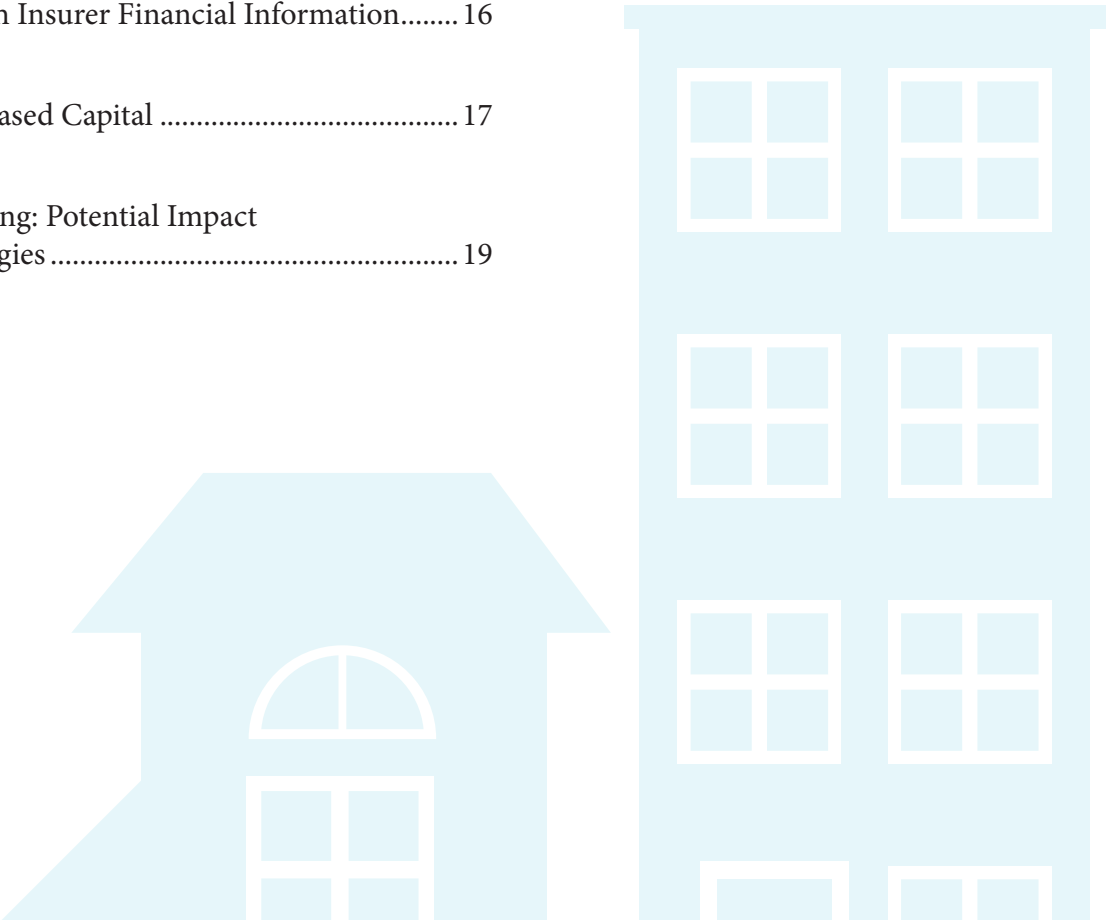 n Insurer Financial Information........ 16
ased Capital ......................................... 17
ng: Potential Impact
gies ........................................................ 19